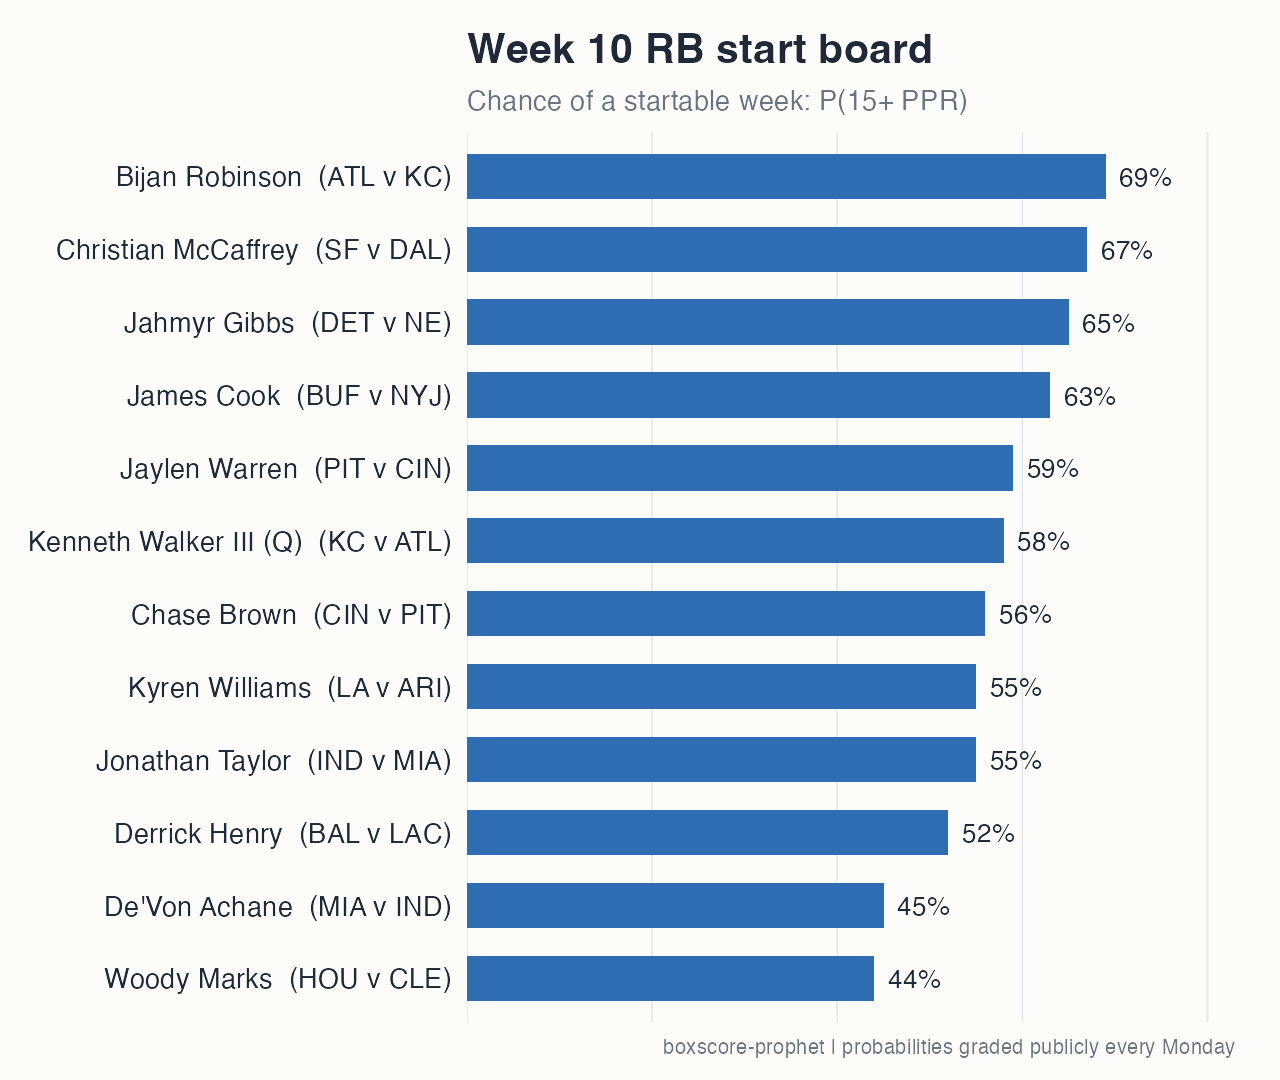 Week 10 RB start board
Chance of a startable week: P(15+ PPR)
Bijan Robinson (ATL v KC) 69%
Christian McCaffrey (SF v DAL) 67%
Jahmyr Gibbs (DET v NE) 65%
James Cook (BUF v NYJ) 63%
Jaylen Warren (PIT v CIN) 59%
Kenneth Walker III (Q) (KC v ATL) 58%
Chase Brown (CIN v PIT) 56%
Kyren Williams (LA v ARI) 55%
Jonathan Taylor (IND v MIA) 55%
Derrick Henry (BAL v LAC) 52%
De'Von Achane (MIA v IND) 45%
Woody Marks (HOU v CLE) 44%
boxscore-prophet | probabilities graded publicly every Monday